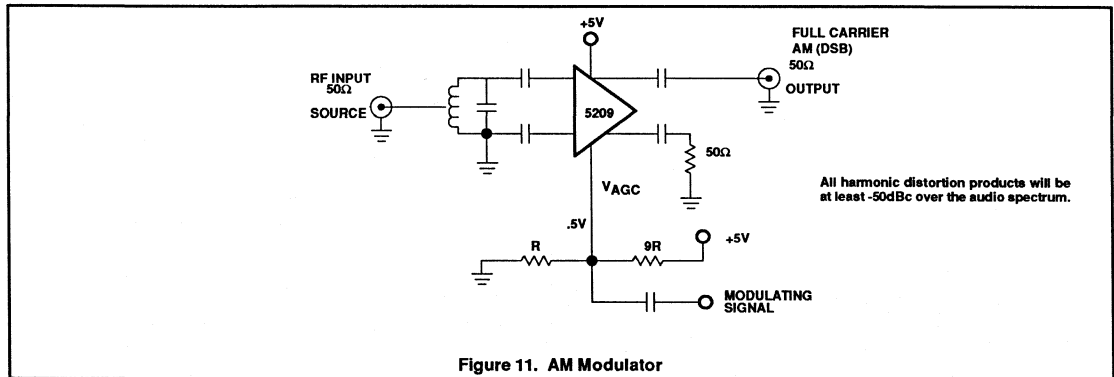 +5V
FULL CARRIER
AM (DSB)
50Ω
OUTPUT
RF INPUT
50Ω
SOURCE
5209
50Ω
VAGC
All harmonic distortion products will be
at least -50dBc over the audio spectrum.
.5V
R
9R
+5V
MODULATING
SIGNAL
Figure 11. AM Modulator